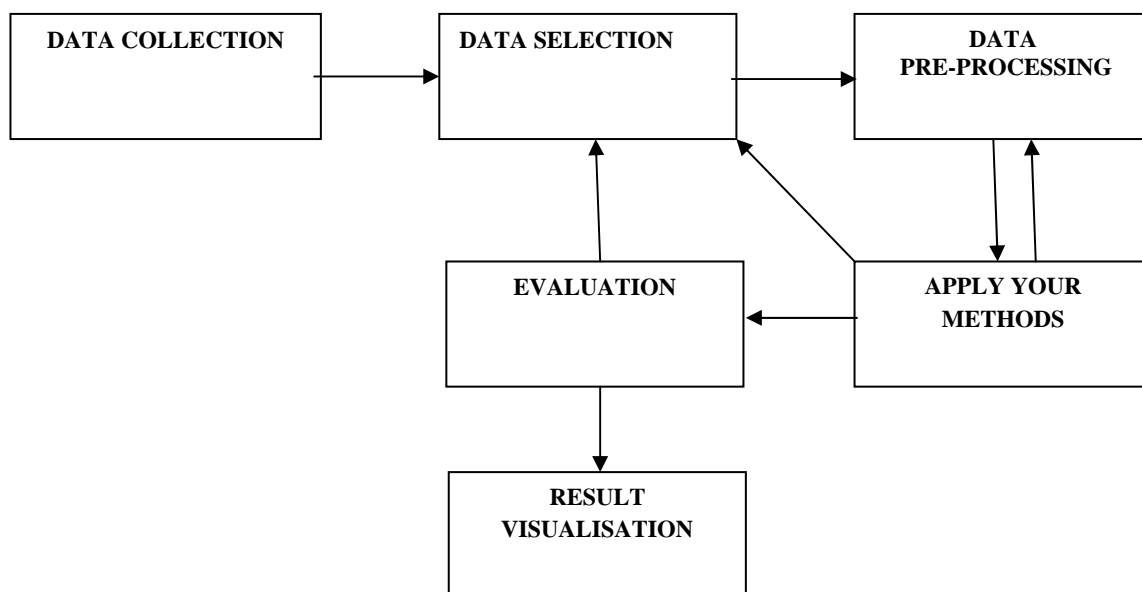 DATA COLLECTION
DATA SELECTION
DATA
PRE-PROCESSING
EVALUATION
APPLY YOUR
METHODS
RESULT
VISUALISATION